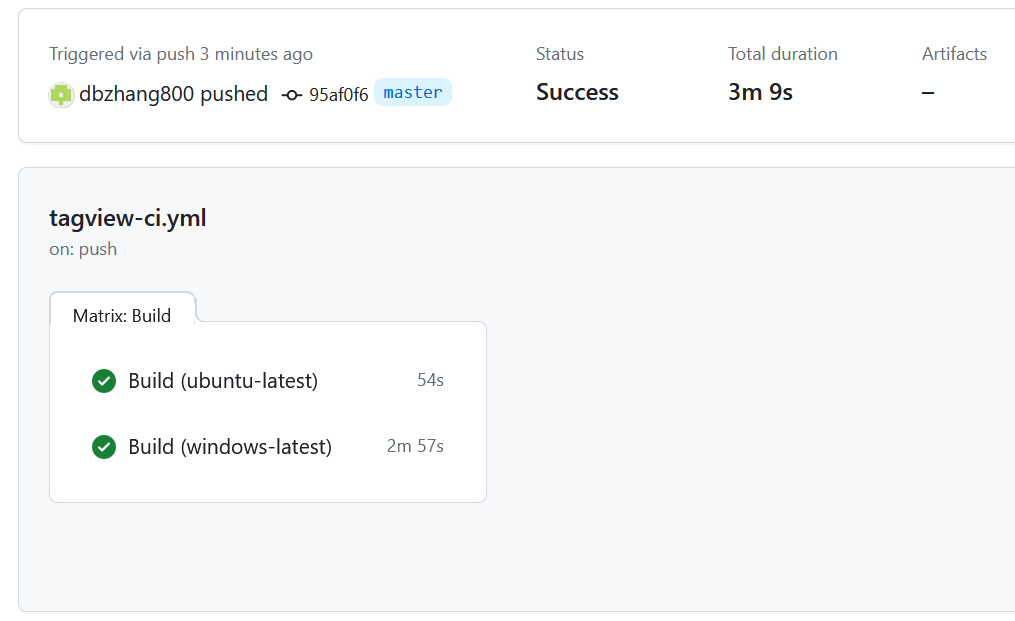 Triggered via push 3 minutes ago
dbzhang800 pushed 95af0f6 master
Status
Success
Total duration
3m 9s
Artifacts
–
tagview-ci.yml
on: push
Matrix: Build
Build (ubuntu-latest) 54s
Build (windows-latest) 2m 57s